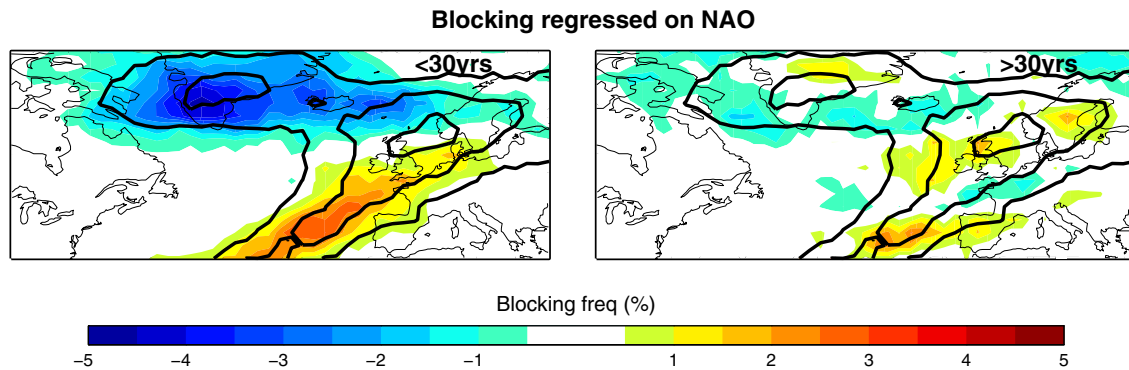 Blocking regressed on NAO
<30yrs
>30yrs
Blocking freq (%)
−5 −4 −3 −2 −1 1 2 3 4 5